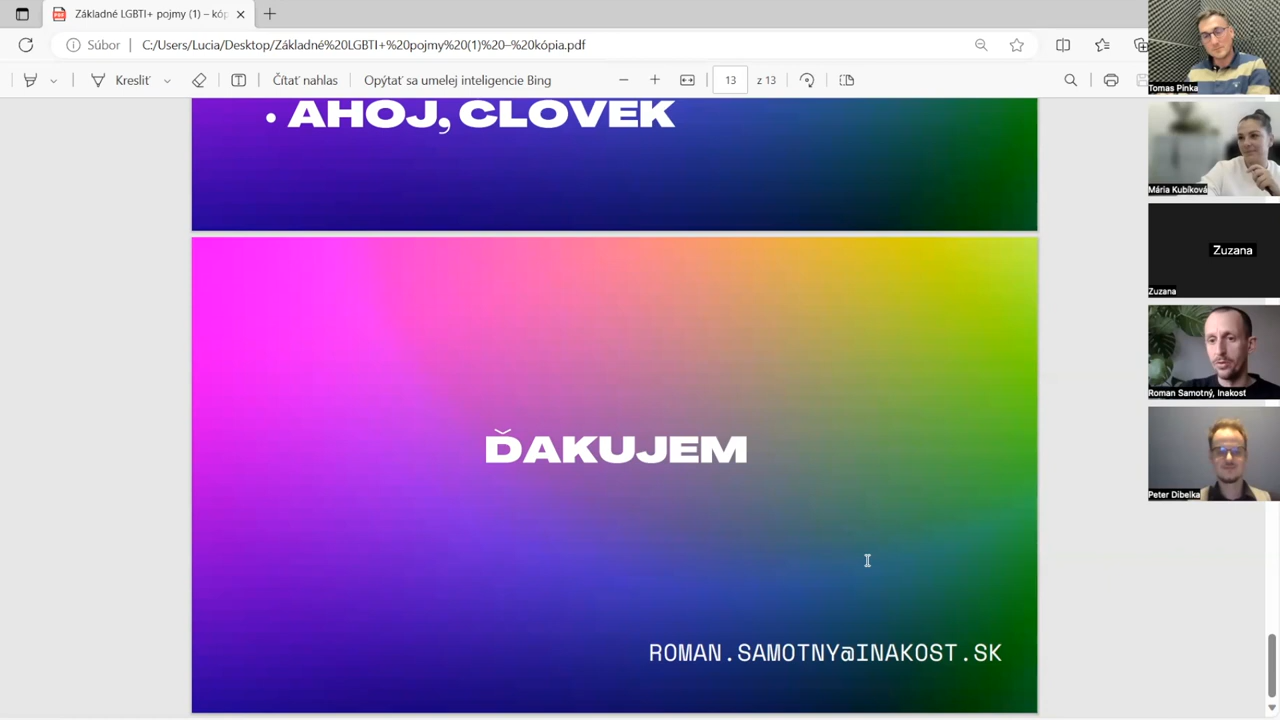 Základné LGBTI+ pojmy (1) – kóp
Súbor
C:/Users/Lucia/Desktop/Základné%20LGBTI+%20pojmy%20(1)%20–%20kópia.pdf
Kresliť
Čítať nahlas
Opýtať sa umelej inteligencie Bing
13
z 13
• AHOJ, CLOVEK
ĎAKUJEM
ROMAN.SAMOTNY@INAKOST.SK
Tomas Pinka
Mária Kubíková
Zuzana
Zuzana
Roman Samotný, Inakosť
Peter Dibelka